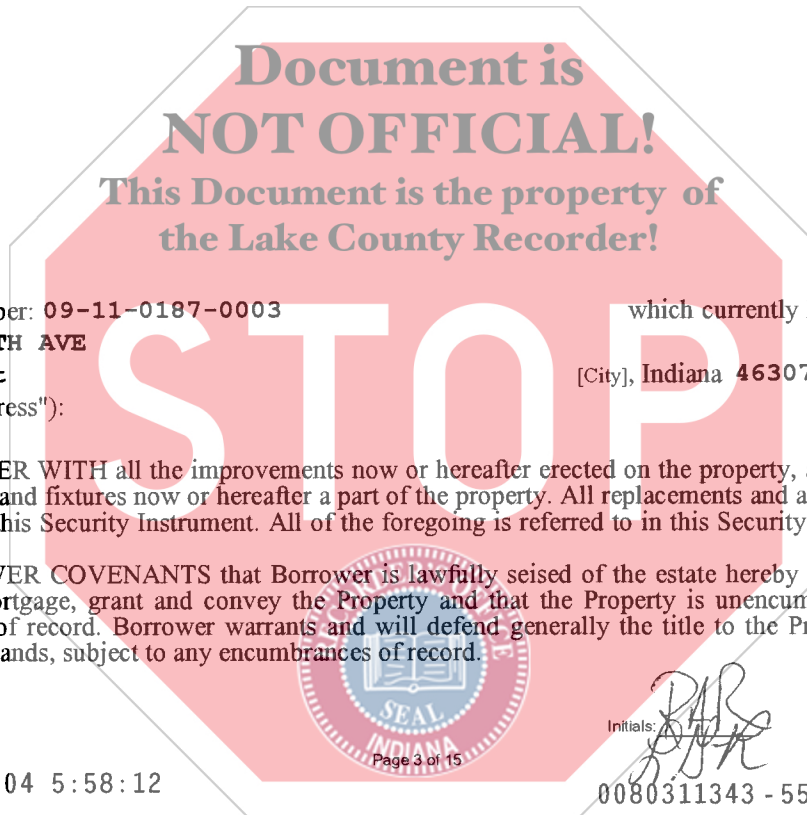 Document is
NOT OFFICIAL!
This Document is the property of
the Lake County Recorder!
ber: 09-11-0187-0003 which currently
TH AVE
[City], Indiana 46307
ress"):
STOP
ER WITH all the improvements now or hereafter erected on the property,
and fixtures now or hereafter a part of the property. All replacements and a
his Security Instrument. All of the foregoing is referred to in this Security
VER COVENANTS that Borrower is lawfully seised of the estate hereby
ortgage, grant and convey the Property and that the Property is unencum
of record. Borrower warrants and will defend generally the title to the Pr
ands, subject to any encumbrances of record.
SEAL
INDIANA
Initials:
Page 3 of 15
04 5:58:12
0080311343 - 55